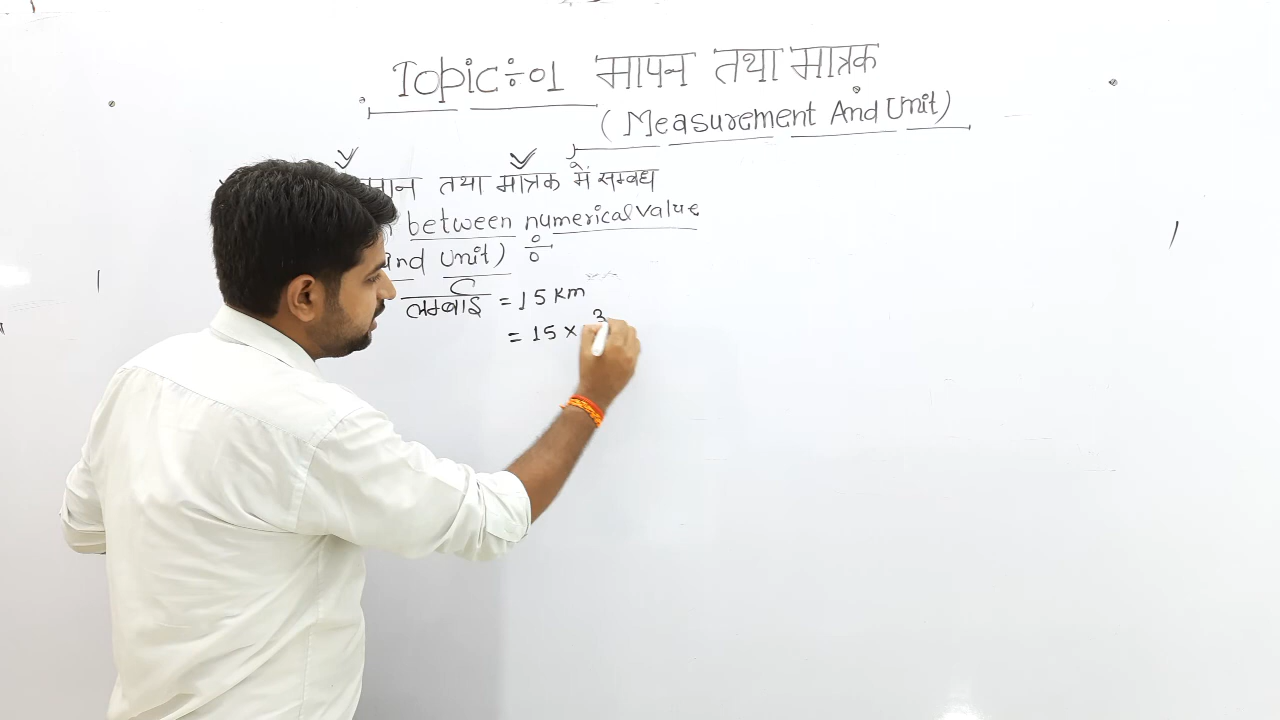 Topic÷01 मापन तथा मात्रक
(Measurement And Unit)
मान तथा मात्रक में सम्बंध
between numerical value
and Unit) ÷
लम्बाई = 15 Km
= 15 × 3